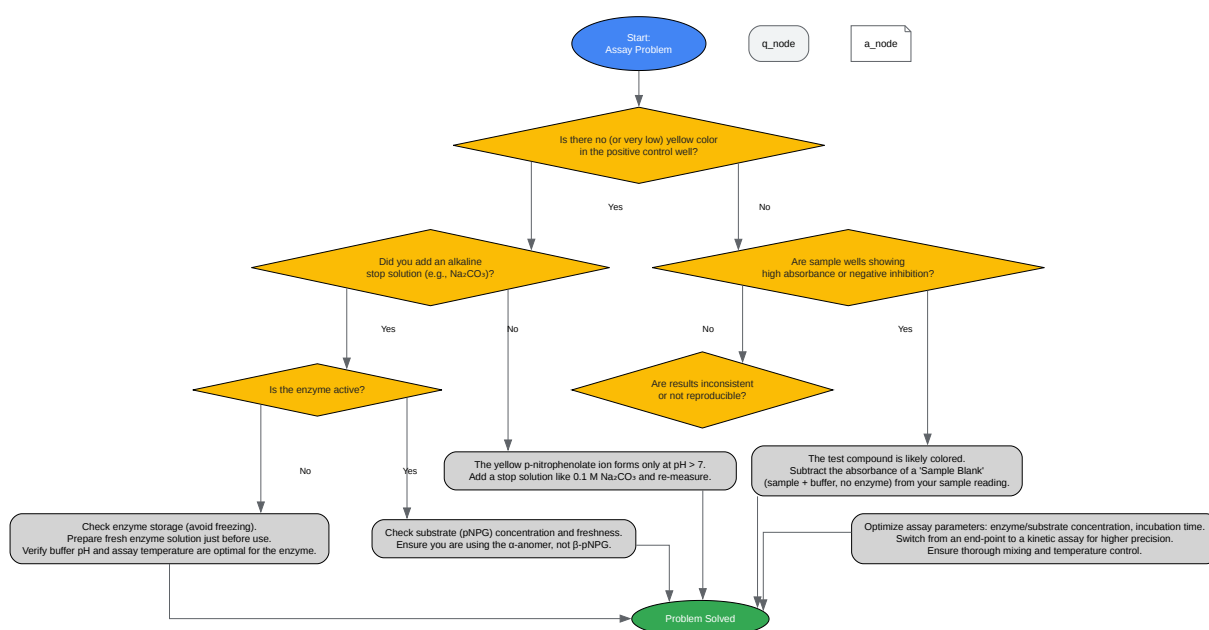 Start:
Assay Problem
q_node
a_node
Is there no (or very low) yellow color
in the positive control well?
Yes
No
Did you add an alkaline
stop solution (e.g., Na₂CO₃)?
Are sample wells showing
high absorbance or negative inhibition?
Yes
No
No
Yes
Is the enzyme active?
Are results inconsistent
or not reproducible?
No
Yes
The yellow p-nitrophenolate ion forms only at pH > 7.
Add a stop solution like 0.1 M Na₂CO₃ and re-measure.
The test compound is likely colored.
Subtract the absorbance of a 'Sample Blank'
(sample + buffer, no enzyme) from your sample reading.
Check enzyme storage (avoid freezing).
Prepare fresh enzyme solution just before use.
Verify buffer pH and assay temperature are optimal for the enzyme.
Check substrate (pNPG) concentration and freshness.
Ensure you are using the α-anomer, not β-pNPG.
Optimize assay parameters: enzyme/substrate concentration, incubation time.
Switch from an end-point to a kinetic assay for higher precision.
Ensure thorough mixing and temperature control.
Problem Solved